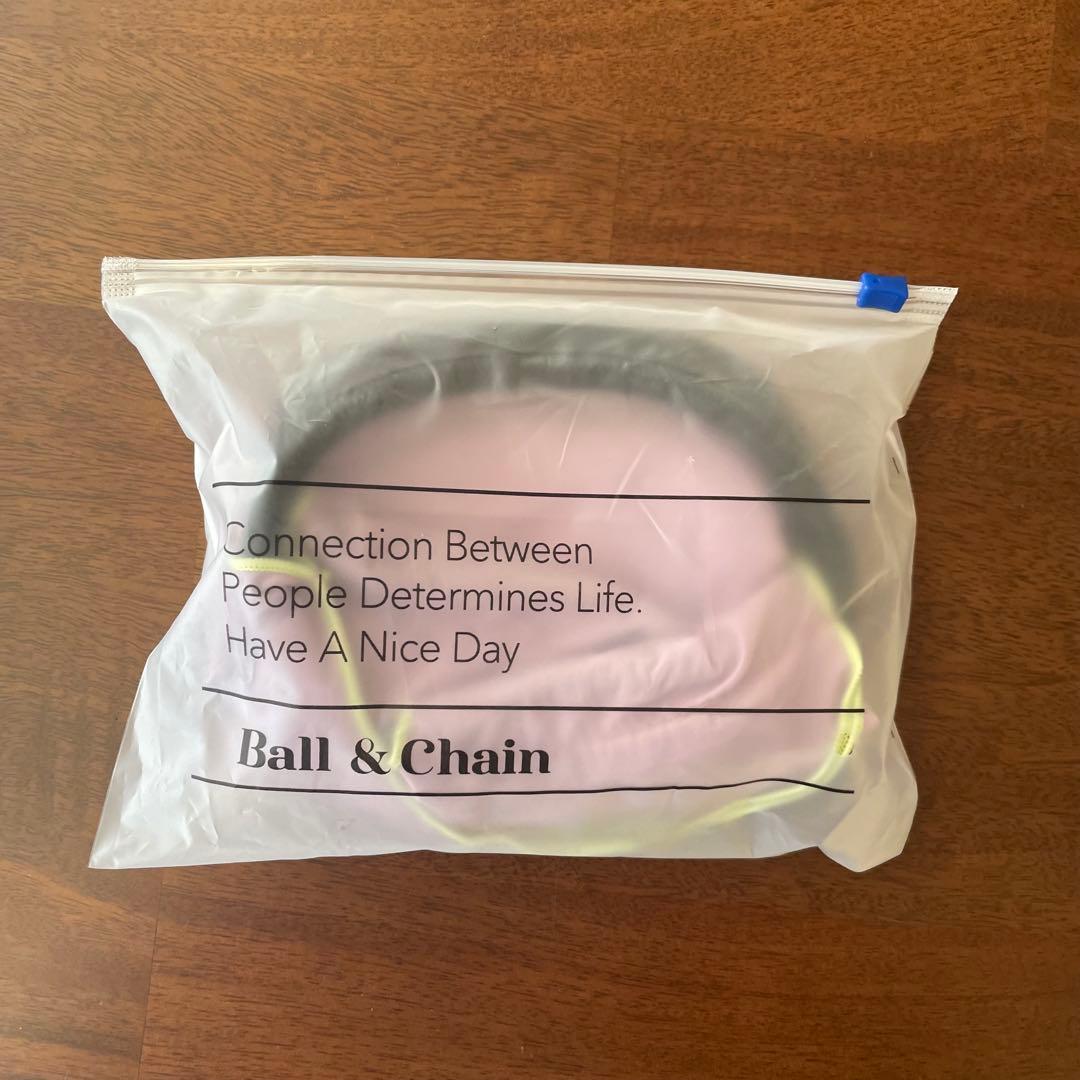 Connection Between
People Determines Life.
Have A Nice Day
Ball & Chain